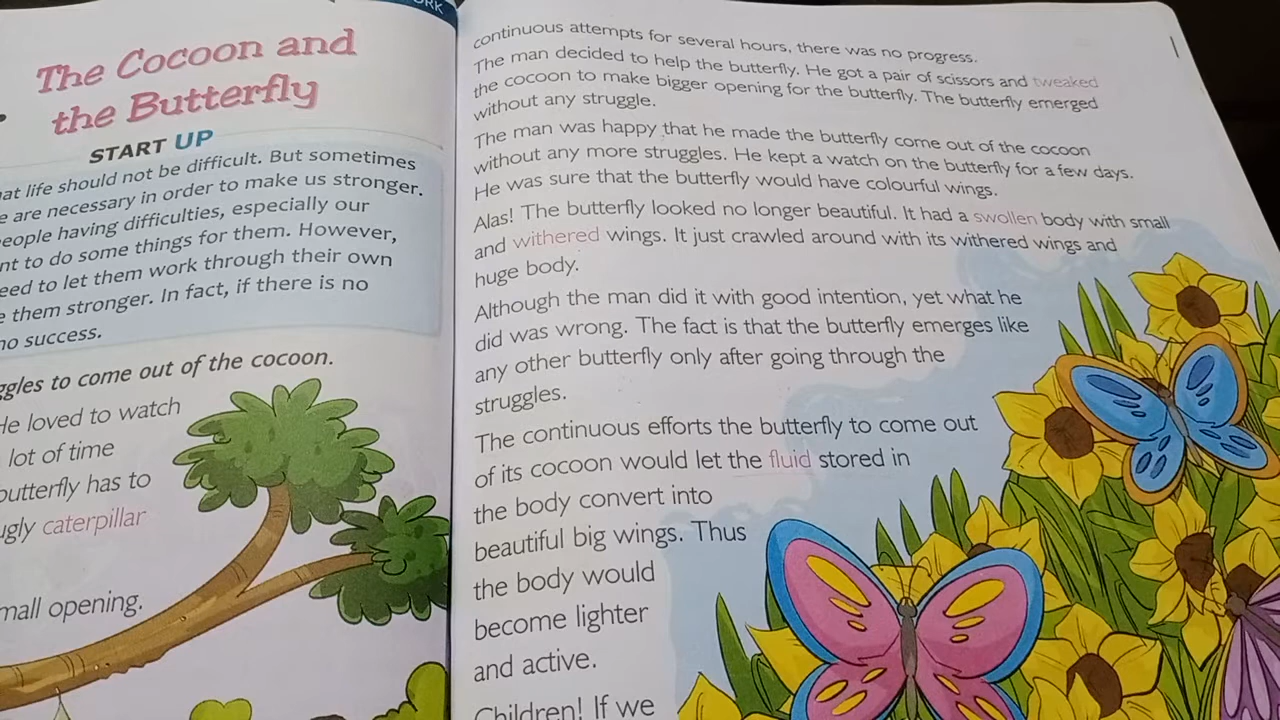 The Cocoon and
the Butterfly
START UP
life should not be difficult. But sometimes
are necessary in order to make us stronger.
having difficulties, especially our
to do some things for them. However,
to let them work through their own
them stronger. In fact, if there is no
success.
to come out of the cocoon.
He loved to watch
lot of time
butterfly has to
ugly caterpillar
opening.
continuous attempts for several hours, there was no progress.
The man decided to help the butterfly. He got a pair of scissors and tweaked
the cocoon to make bigger opening for the butterfly. The butterfly emerged
without any struggle.
The man was happy that he made the butterfly come out of the cocoon
without any more struggles. He kept a watch on the butterfly for a few days.
He was sure that the butterfly would have colourful wings.
Alas! The butterfly looked no longer beautiful. It had a swollen body with small
and withered wings. It just crawled around with its withered wings and
huge body.
Although the man did it with good intention, yet what he
did was wrong. The fact is that the butterfly emerges like
any other butterfly only after going through the
struggles.
The continuous efforts the butterfly to come out
of its cocoon would let the fluid stored in
the body convert into
beautiful big wings. Thus
the body would
become lighter
and active.
Children! If we